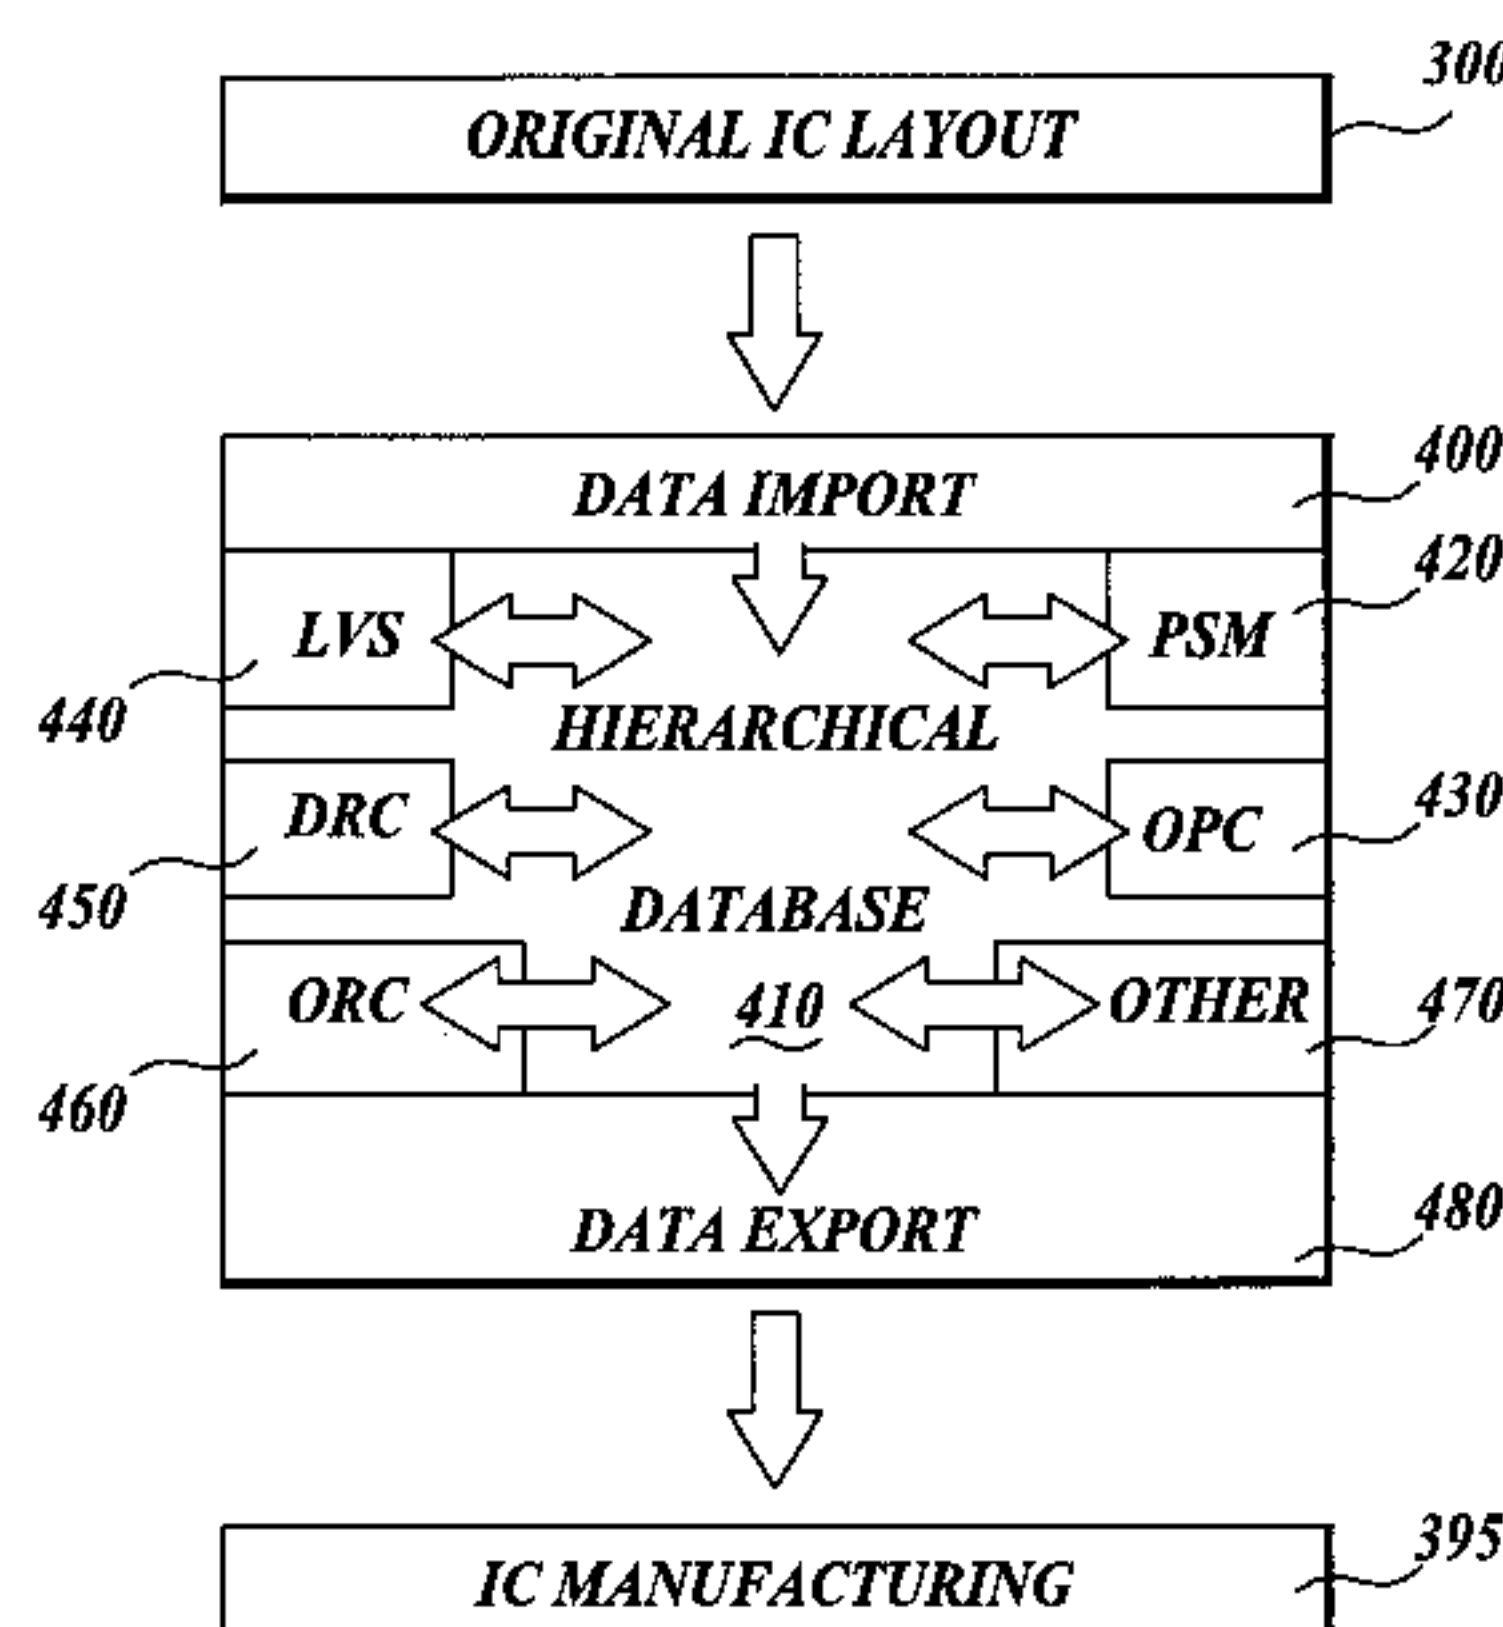 300
ORIGINAL IC LAYOUT
400
DATA IMPORT
420
LVS
PSM
440
HIERARCHICAL
430
DRC
OPC
450
DATABASE
ORC
410
OTHER
470
460
480
DATA EXPORT
395
IC MANUFACTURING